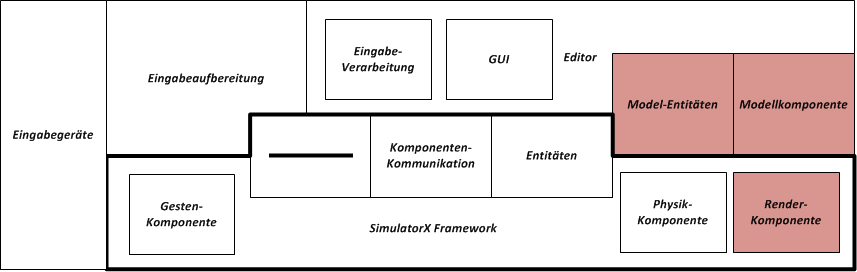 Eingabegeräte
Eingabeaufbereitung
Eingabe-
Verarbeitung
GUI
Editor
Model-Entitäten
Modellkomponente
Komponenten-
Kommunikation
Entitäten
Gesten-
Komponente
SimulatorX Framework
Physik-
Komponente
Render-
Komponente